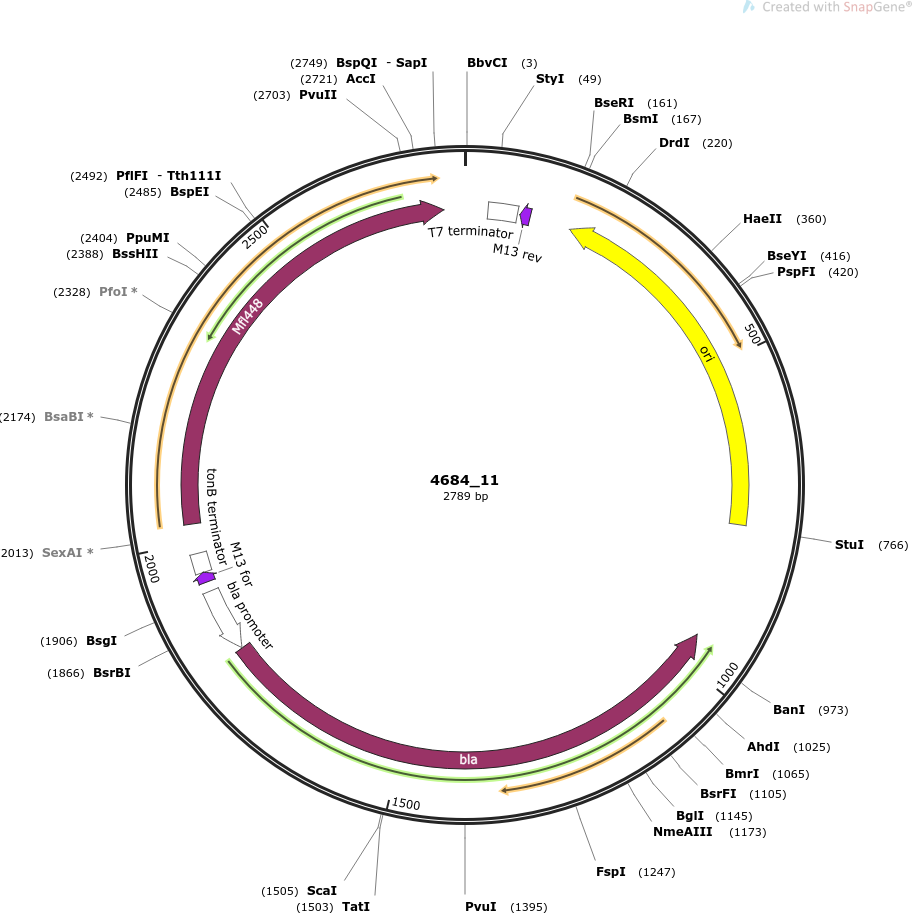 Created with SnapGene®
(2749) BspQI - SapI
BbvCI (3)
(2721) AccI
StyI (49)
(2703) PvuII
BseRI (161)
BsmI (167)
DrdI (220)
(2492) PflFI - Tth111I
(2485) BspEI
HaeII (360)
(2404) PpuMI
(2388) BssHII
BseYI (416)
PspFI (420)
(2328) PfoI *
(2174) BsaBI *
2013) SexAI *
StuI (766)
(1906) BsgI
(1866) BsrBI
BanI (973)
AhdI (1025)
BmrI (1065)
BsrFI (1105)
BglI (1145)
NmeAIII (1173)
FspI (1247)
(1505) ScaI
(1503) TatI
PvuI (1395)
500
1000
1500
2000
2500
T7 terminator
M13 rev
ori
Mfl448
tonB terminator
M13 for
bla promoter
bla
4684_11
2789 bp